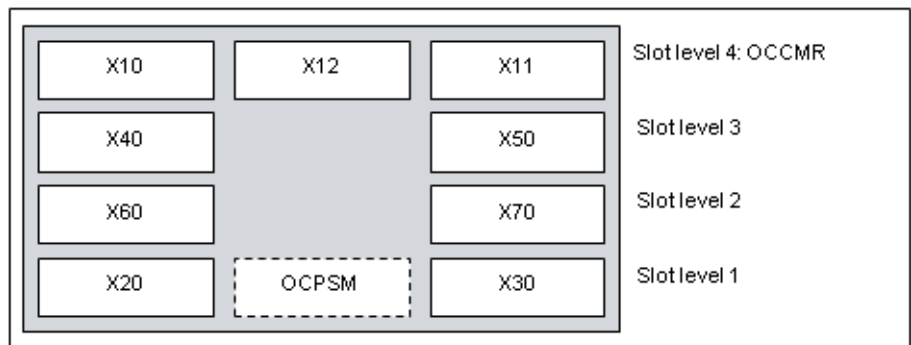 X10 X12 X11 Slot level 4: OCCMR
X40 X50 Slot level 3
X60 X70 Slot level 2
X20 OCPSM X30 Slot level 1